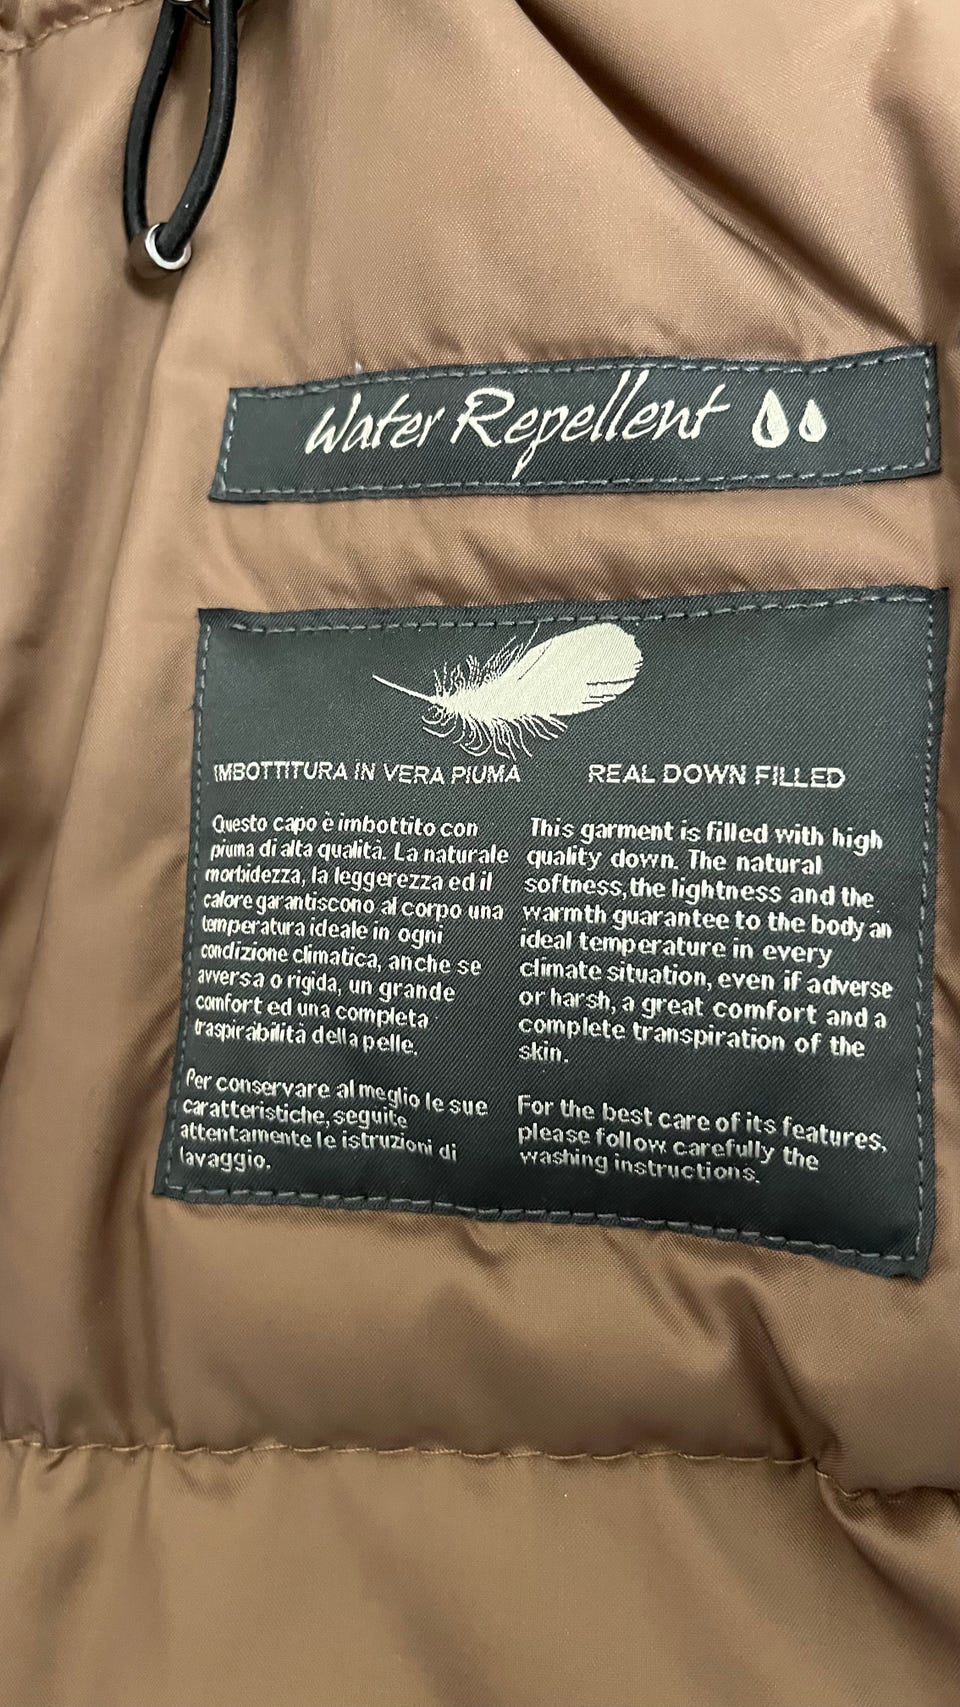 Water Repellent
IMBOTTITURA IN VERA PIUMA
Questo capo è imbottito con
piuma di alta qualità. La naturale
morbidezza, la leggerezza ed il
calore garantiscono al corpo una
temperatura ideale in ogni
condizione climatica, anche se
avversa o rigida, un grande
comfort ed una completa
traspirabilità della pelle.
Per conservare al meglio le sue
caratteristiche, seguite
attentamente le istruzioni di
lavaggio.
REAL DOWN FILLED
This garment is filled with high
quality down. The natural
softness, the lightness and the
warmth guarantee to the body an
ideal temperature in every
climate situation, even if adverse
or harsh, a great comfort and a
complete transpiration of the
skin.
For the best care of its features,
please follow carefully the
washing instructions.